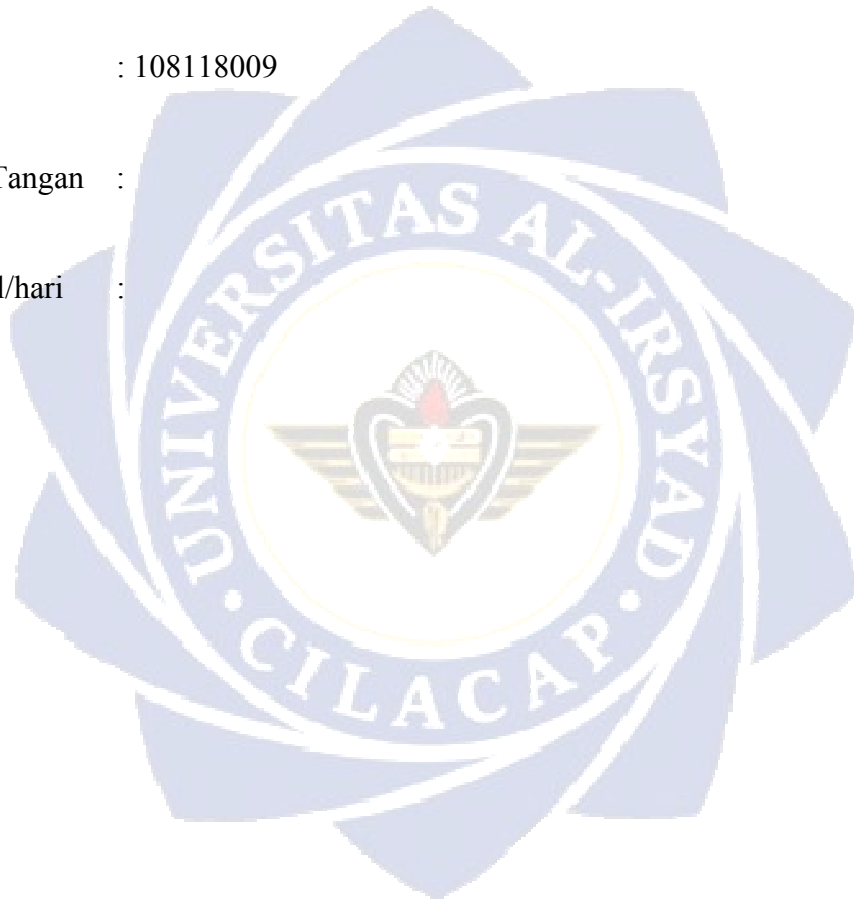 : 108118009
Tangan :
l/hari :
UNIVERSITAS AL-IRSYAD
CILACAP